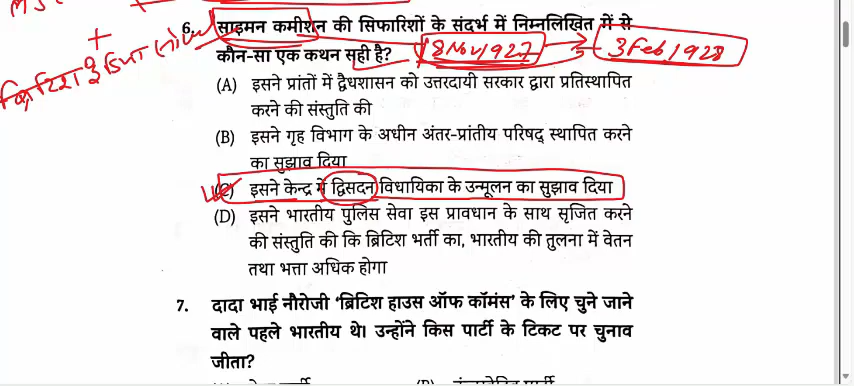 6. साइमन कमीशन की सिफारिशों के संदर्भ में निम्नलिखित में से
कौन-सा एक कथन सही है? 8 Nov 1927 3 Feb 1928
(A) इसने प्रांतों में द्वैधशासन को उत्तरदायी सरकार द्वारा प्रतिस्थापित
करने की संस्तुति की
(B) इसने गृह विभाग के अधीन अंतर-प्रांतीय परिषद् स्थापित करने
का सुझाव दिया
(C) इसने केन्द्र में द्विसदन विधायिका के उन्मूलन का सुझाव दिया
(D) इसने भारतीय पुलिस सेवा इस प्रावधान के साथ सृजित करने
की संस्तुति की कि ब्रिटिश भर्ती का, भारतीय की तुलना में वेतन
तथा भत्ता अधिक होगा
7. दादा भाई नौरोजी 'ब्रिटिश हाउस ऑफ कॉमंस' के लिए चुने जाने
वाले पहले भारतीय थे। उन्होंने किस पार्टी के टिकट पर चुनाव
जीता?